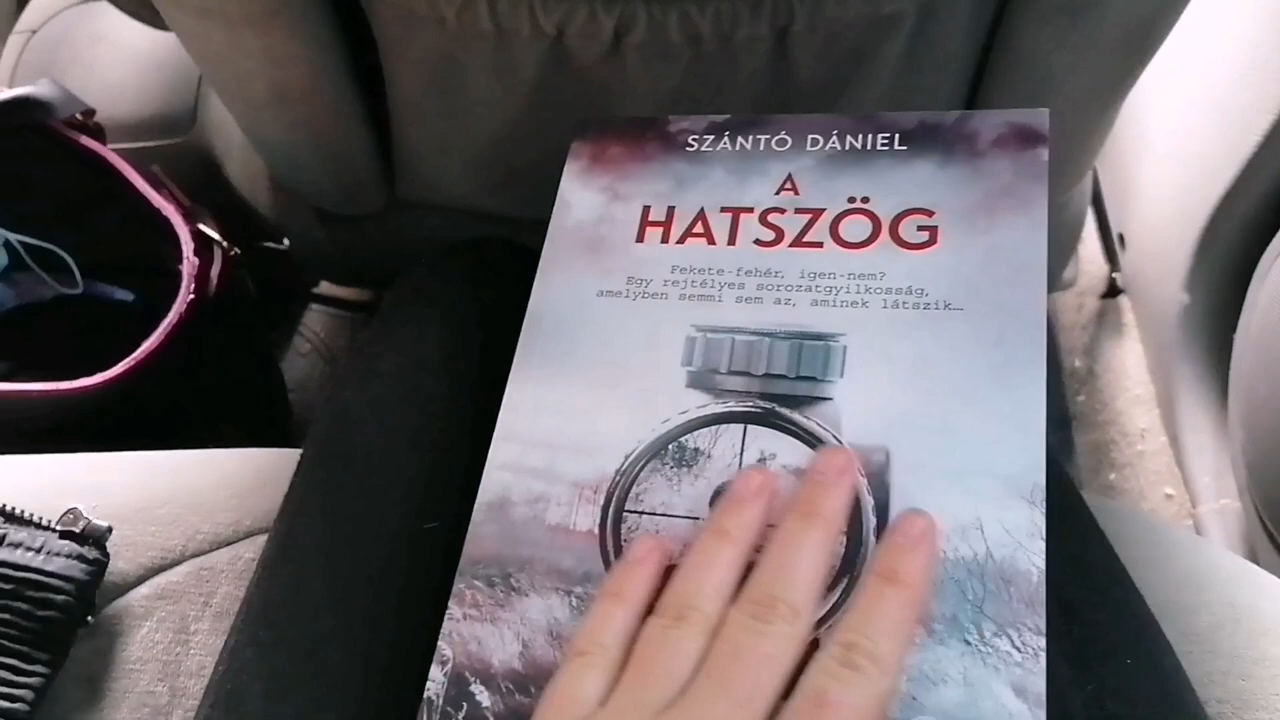 SZÁNTÓ DÁNIEL
A
HATSZÖG
Fekete-fehér, igen-nem?
Egy rejtélyes sorozatgyilkosság,
amelyben semmi sem az, aminek látszik…